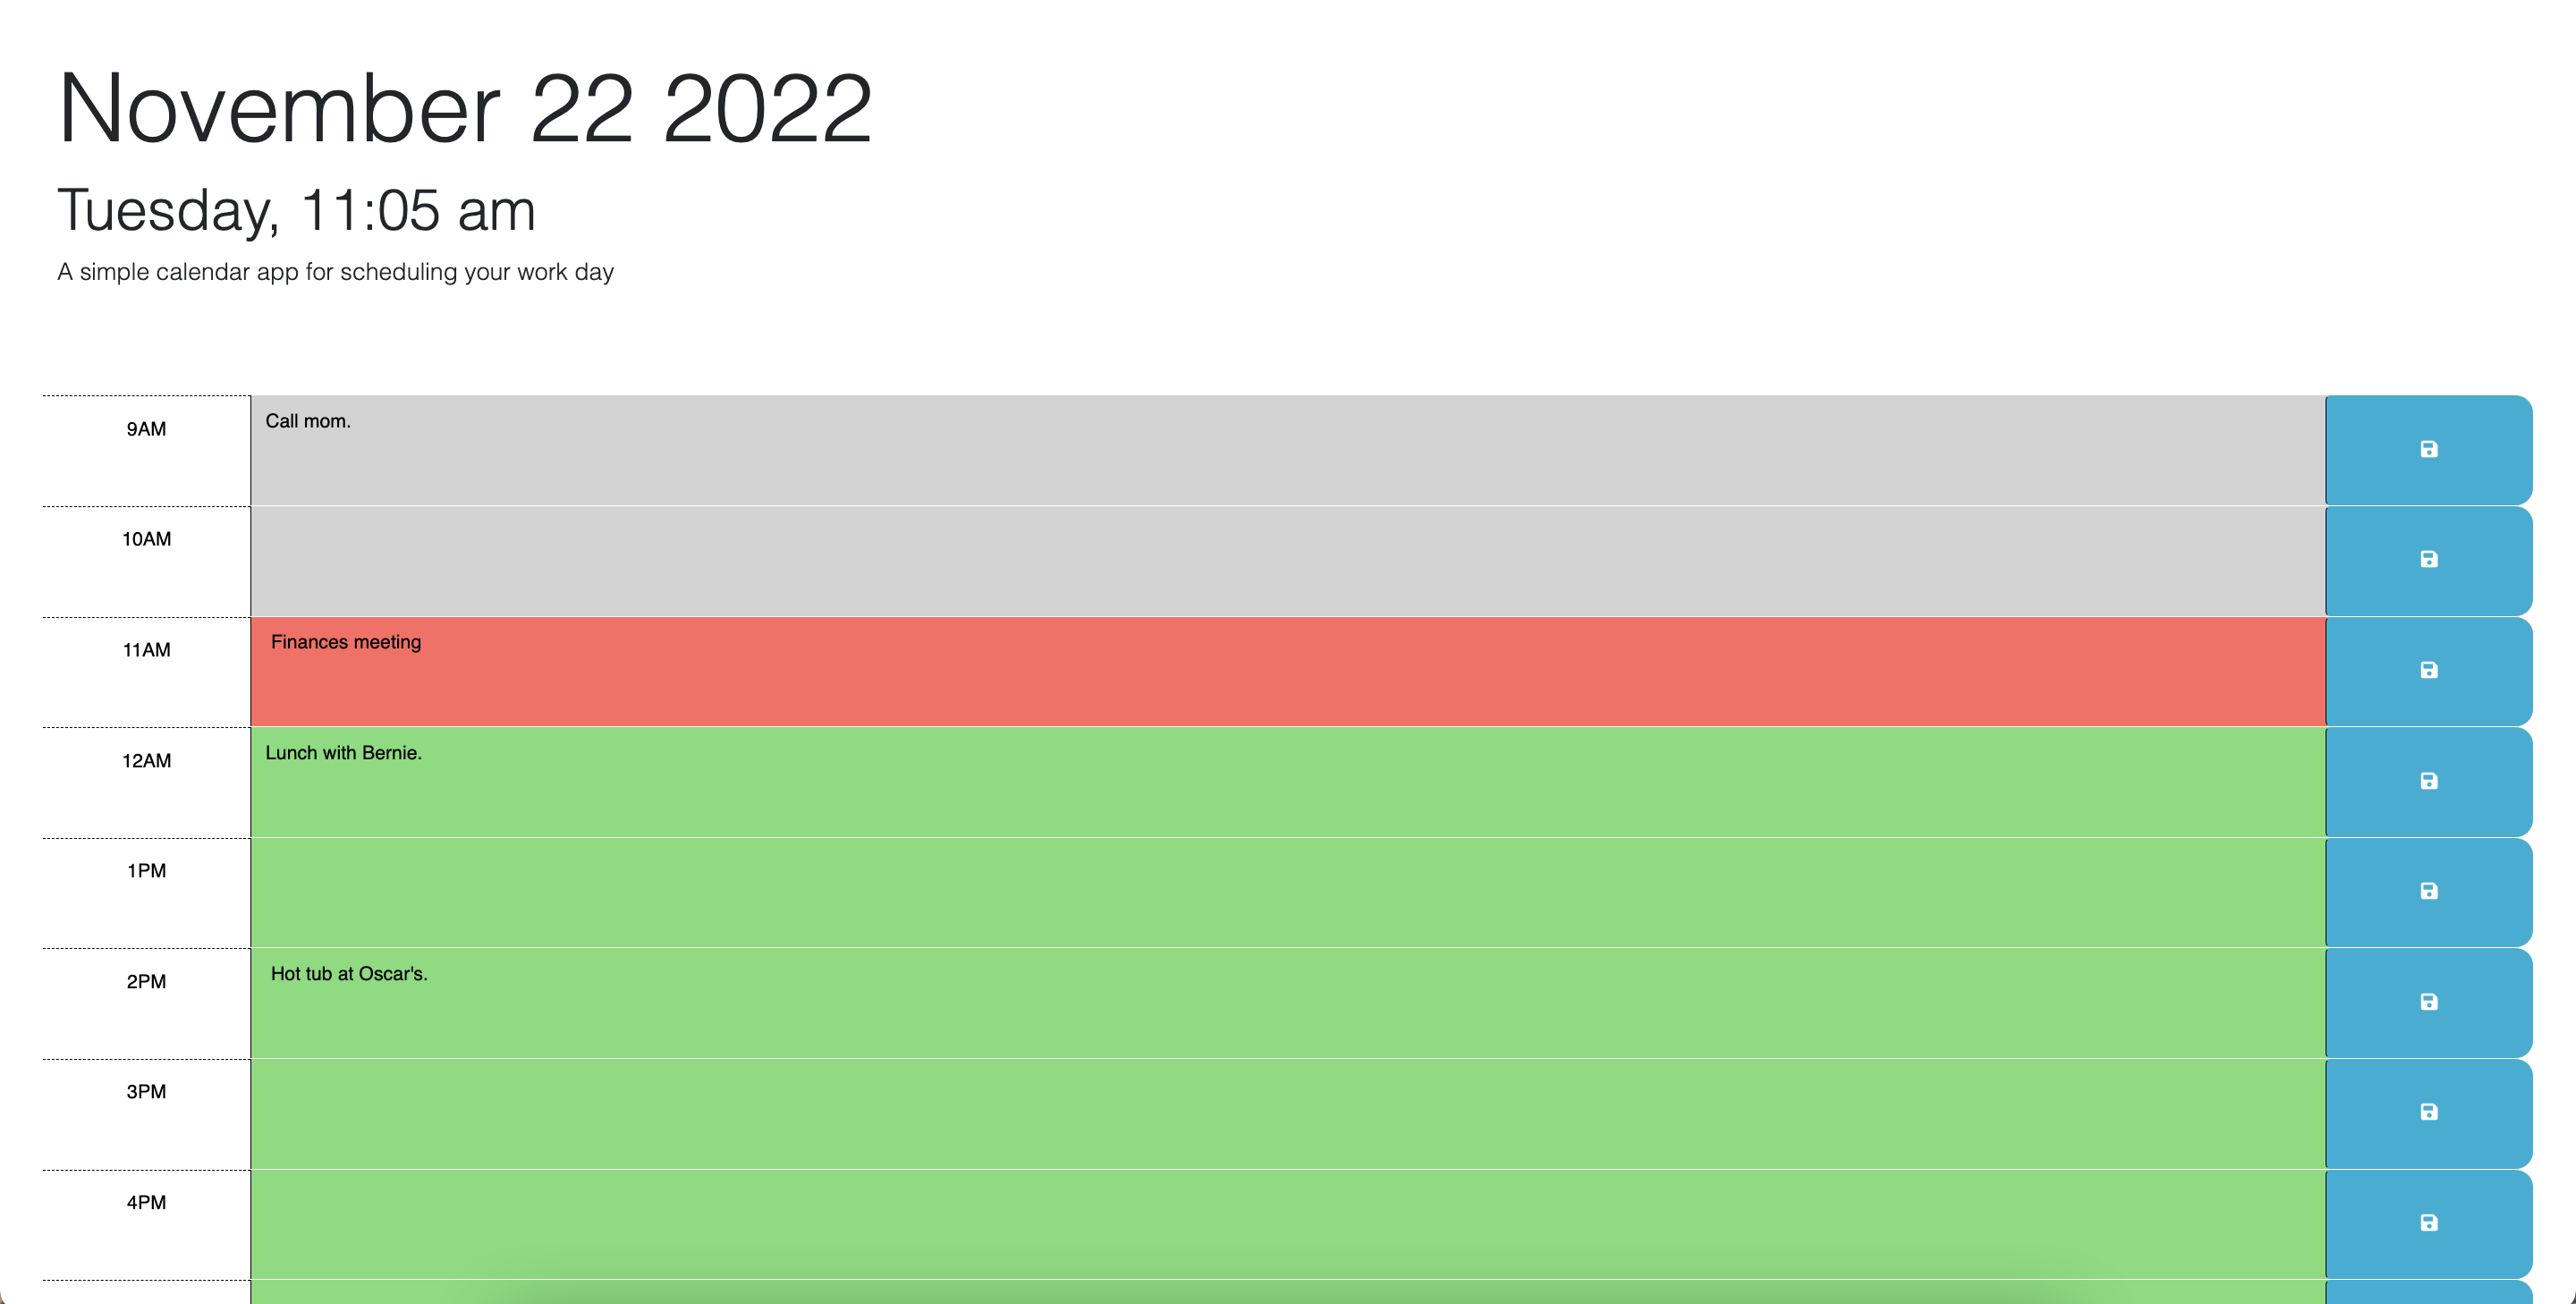 November 22 2022
Tuesday, 11:05 am
A simple calendar app for scheduling your work day
9AM Call mom.
10AM
11AM Finances meeting
12AM Lunch with Bernie.
1PM
2PM Hot tub at Oscar's.
3PM
4PM